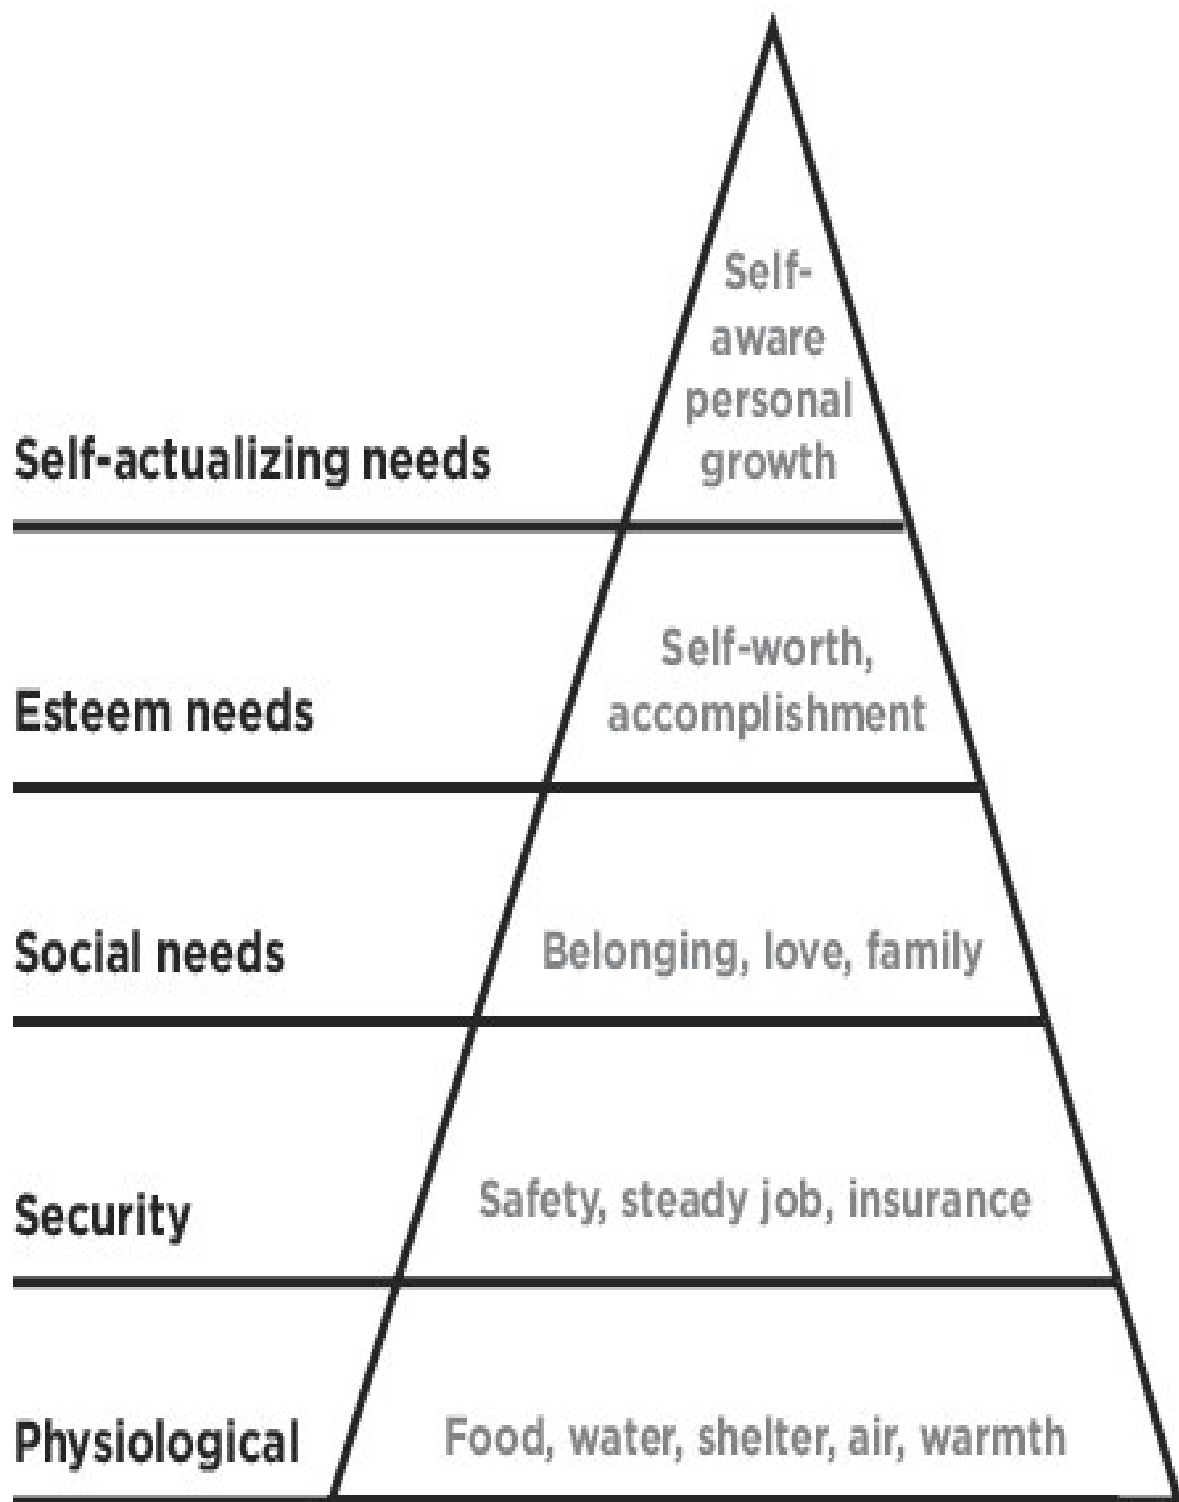 Self-
aware
personal
growth
Self-actualizing needs
Self-worth,
accomplishment
Esteem needs
Social needs
Belonging, love, family
Security
Safety, steady job, insurance
Physiological
Food, water, shelter, air, warmth